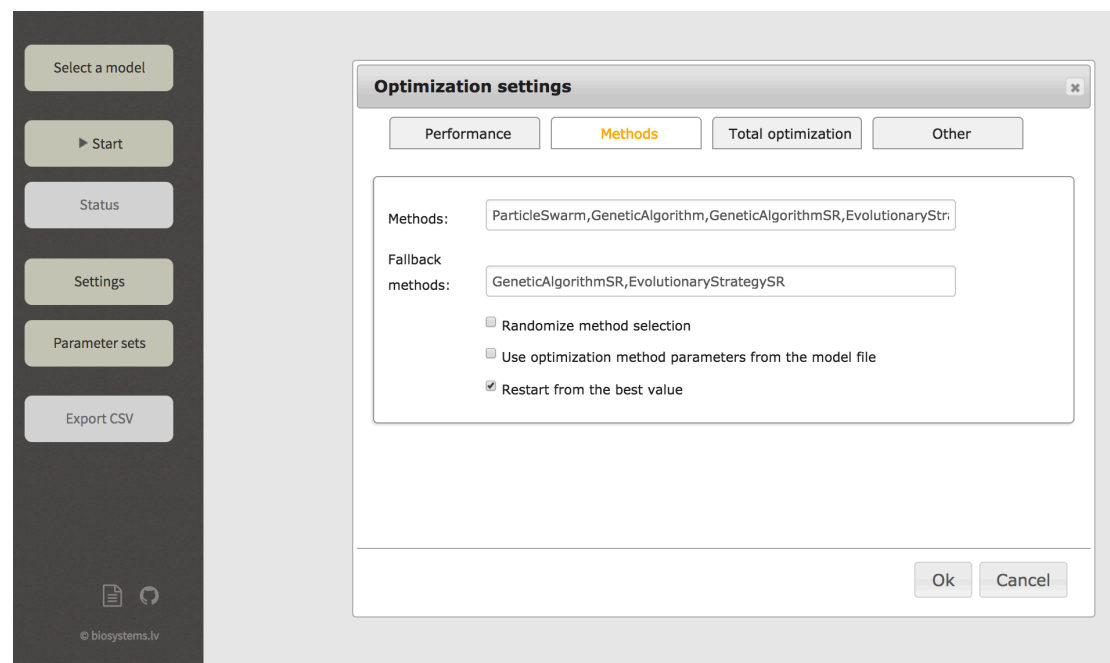 Select a model
Start
Status
Settings
Parameter sets
Export CSV
© biosystems.lv
Optimization settings
Performance
Methods
Total optimization
Other
Methods: ParticleSwarm,GeneticAlgorithm,GeneticAlgorithmSR,EvolutionaryStr
Fallback
methods: GeneticAlgorithmSR,EvolutionaryStrategySR
Randomize method selection
Use optimization method parameters from the model file
Restart from the best value
Ok
Cancel